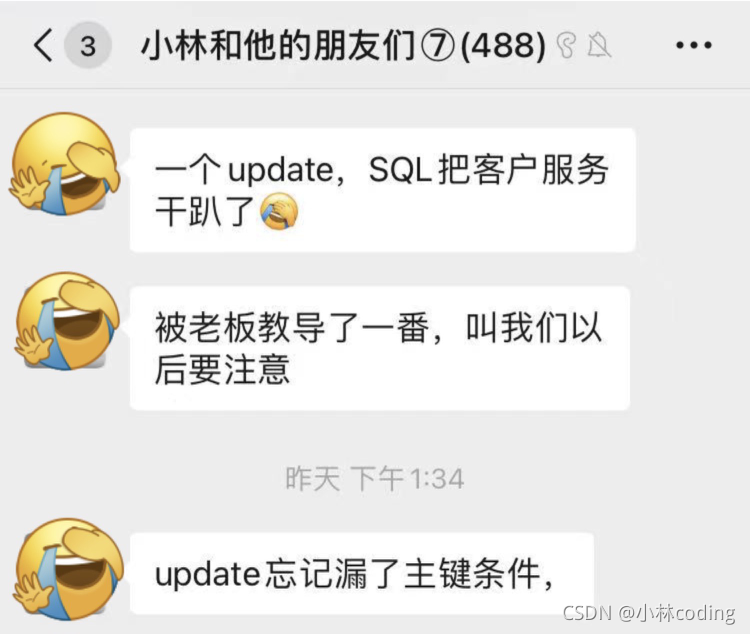 3 小林和他的朋友们⑦(488)
一个update，SQL把客户服务
干趴了🤣
被老板教导了一番，叫我们以
后要注意
昨天 下午1:34
update忘记漏了主键条件，
CSDN @小林coding